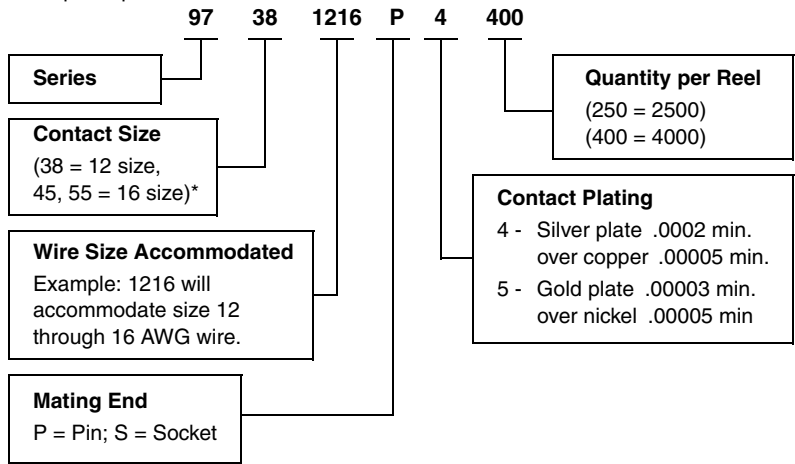 97 38 1216 P 4 400
Series
Contact Size
(38 = 12 size,
45, 55 = 16 size)*
Wire Size Accommodated
Example: 1216 will
accommodate size 12
through 16 AWG wire.
Mating End
P = Pin; S = Socket
Quantity per Reel
(250 = 2500)
(400 = 4000)
Contact Plating
4 - Silver plate .0002 min.
over copper .00005 min.
5 - Gold plate .00003 min.
over nickel .00005 min